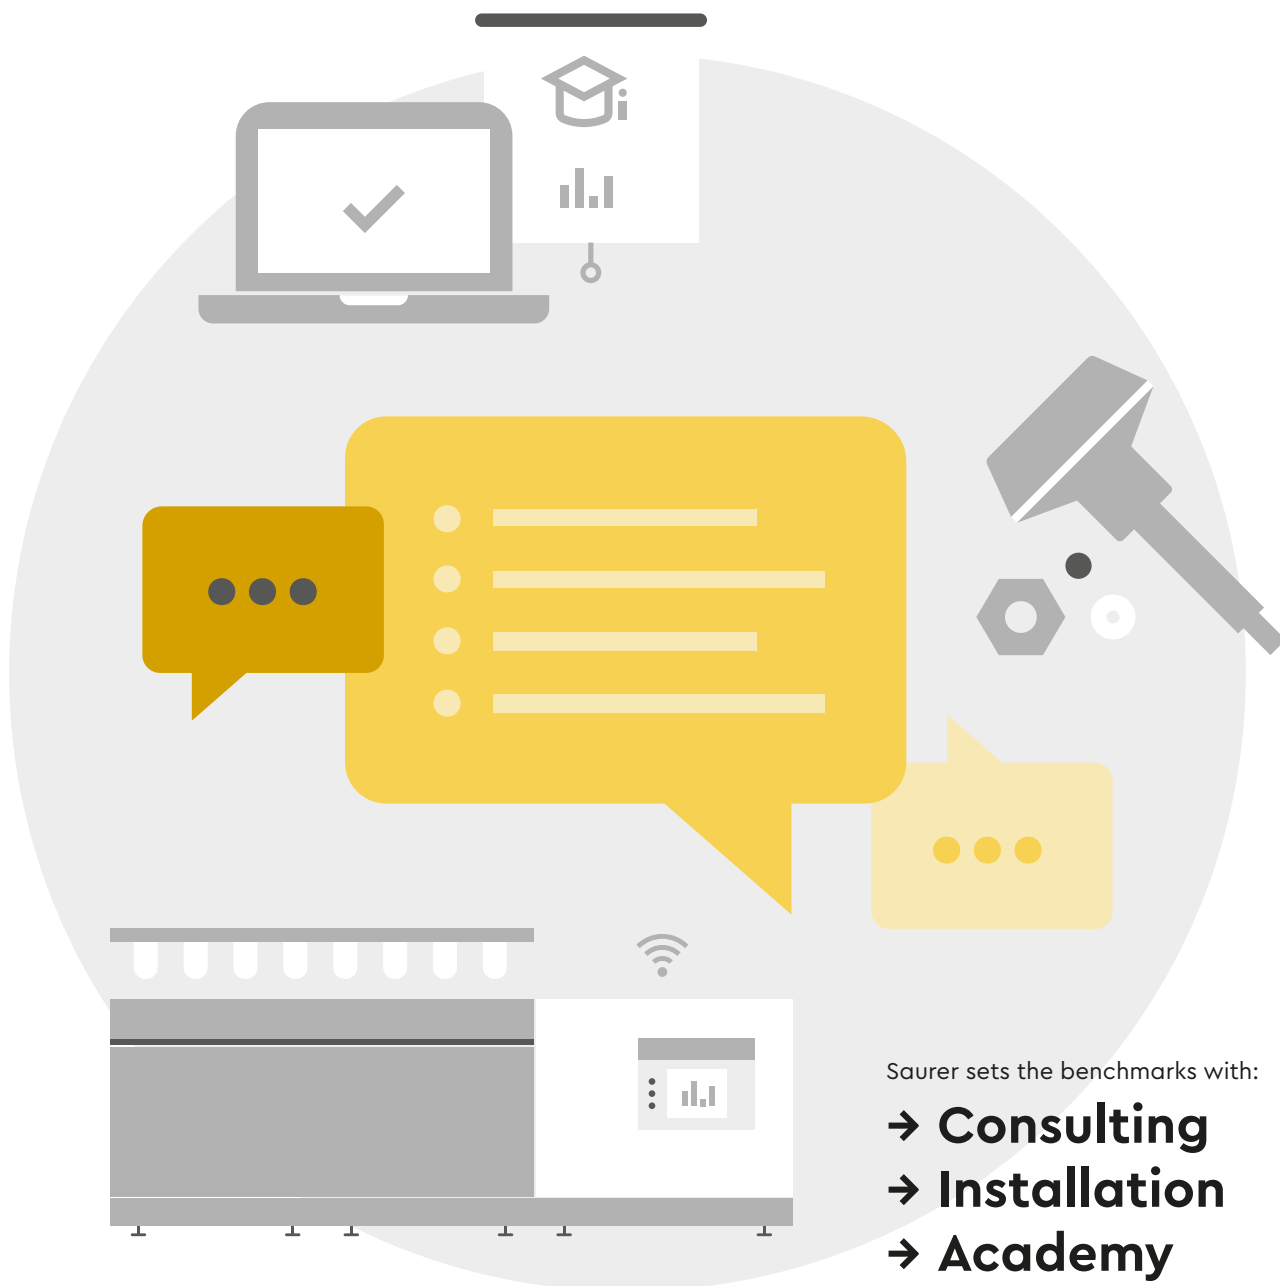 Saurer sets the benchmarks with:
→ Consulting
→ Installation
→ Academy